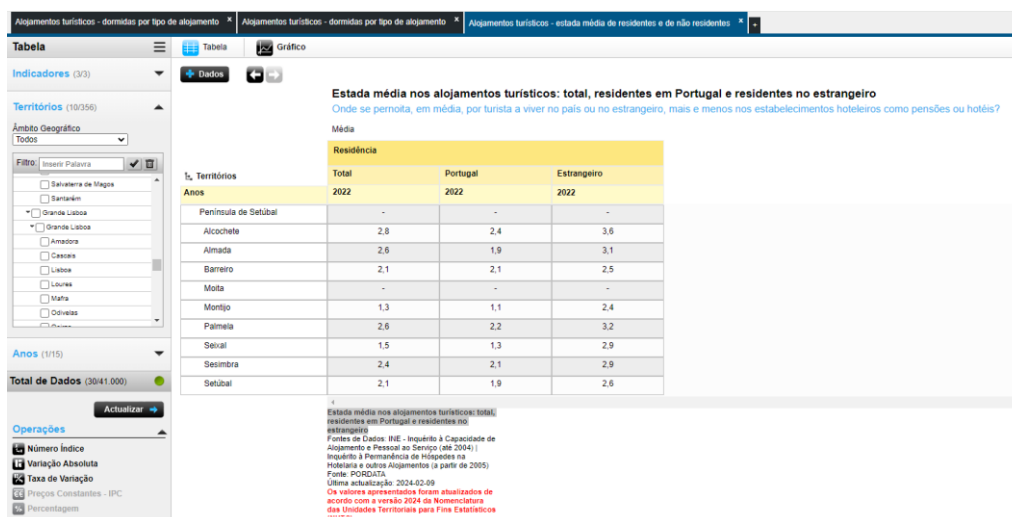 Alojamentos turísticos - dormidas por tipo de alojamento x
Alojamentos turísticos - dormidas por tipo de alojamento x
Alojamentos turísticos - estada média de residentes e de não residentes x
+
Tabela
Tabela
Gráfico
Indicadores (3/3)
Territórios (10/356)
Âmbito Geográfico
Todos
Filtro: Inserir Palavra
Salvaterra de Magos
Santarém
Grande Lisboa
Grande Lisboa
Amadora
Cascais
Lisboa
Loures
Mafra
Odivelas
Anos (1/15)
Total de Dados (30/41.000)
Actualizar
Operações
Número Índice
Variação Absoluta
Taxa de Variação
Preços Constantes - IPC
Percentagem
+ Dados
Estada média nos alojamentos turísticos: total, residentes em Portugal e residentes no estrangeiro
Onde se pernoita, em média, por turista a viver no país ou no estrangeiro, mais e menos nos estabelecimentos hoteleiros como pensões ou hotéis?
Média
Residência
Territórios Total Portugal Estrangeiro
Anos 2022 2022 2022
Península de Setúbal - - -
Alcochete 2,8 2,4 3,6
Almada 2,6 1,9 3,1
Barreiro 2,1 2,1 2,5
Moita - - -
Montijo 1,3 1,1 2,4
Palmela 2,6 2,2 3,2
Seixal 1,5 1,3 2,9
Sesimbra 2,4 2,1 2,9
Setúbal 2,1 1,9 2,6
Estada média nos alojamentos turísticos: total,
residentes em Portugal e residentes no
estrangeiro
Fontes de Dados: INE - Inquérito à Capacidade de
Alojamento e Pessoal ao Serviço (até 2004) |
Inquérito à Permanência de Hóspedes na
Hotelaria e outros Alojamentos (a partir de 2005)
Fonte: PORDATA
Última actualização: 2024-02-09
Os valores apresentados foram atualizados de
acordo com a versão 2024 da Nomenclatura
das Unidades Territoriais para Fins Estatísticos